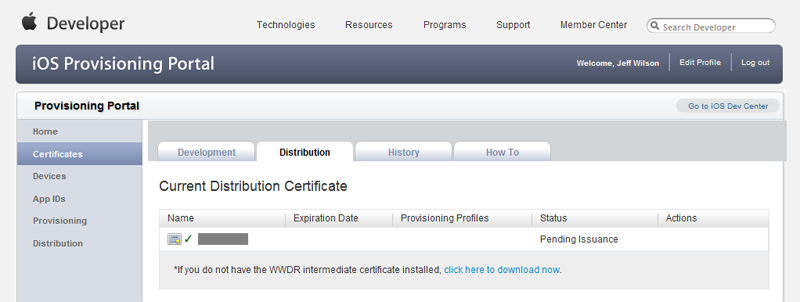 Developer
Technologies Resources Programs Support Member Center
Search Developer
iOS Provisioning Portal
Welcome, Jeff Wilson Edit Profile Log out
Provisioning Portal
Go to iOS Dev Center
Home
Certificates
Devices
App IDs
Provisioning
Distribution
Development Distribution History How To
Current Distribution Certificate
Name Expiration Date Provisioning Profiles Status Actions
Pending Issuance
*If you do not have the WWDR intermediate certificate installed, click here to download now.